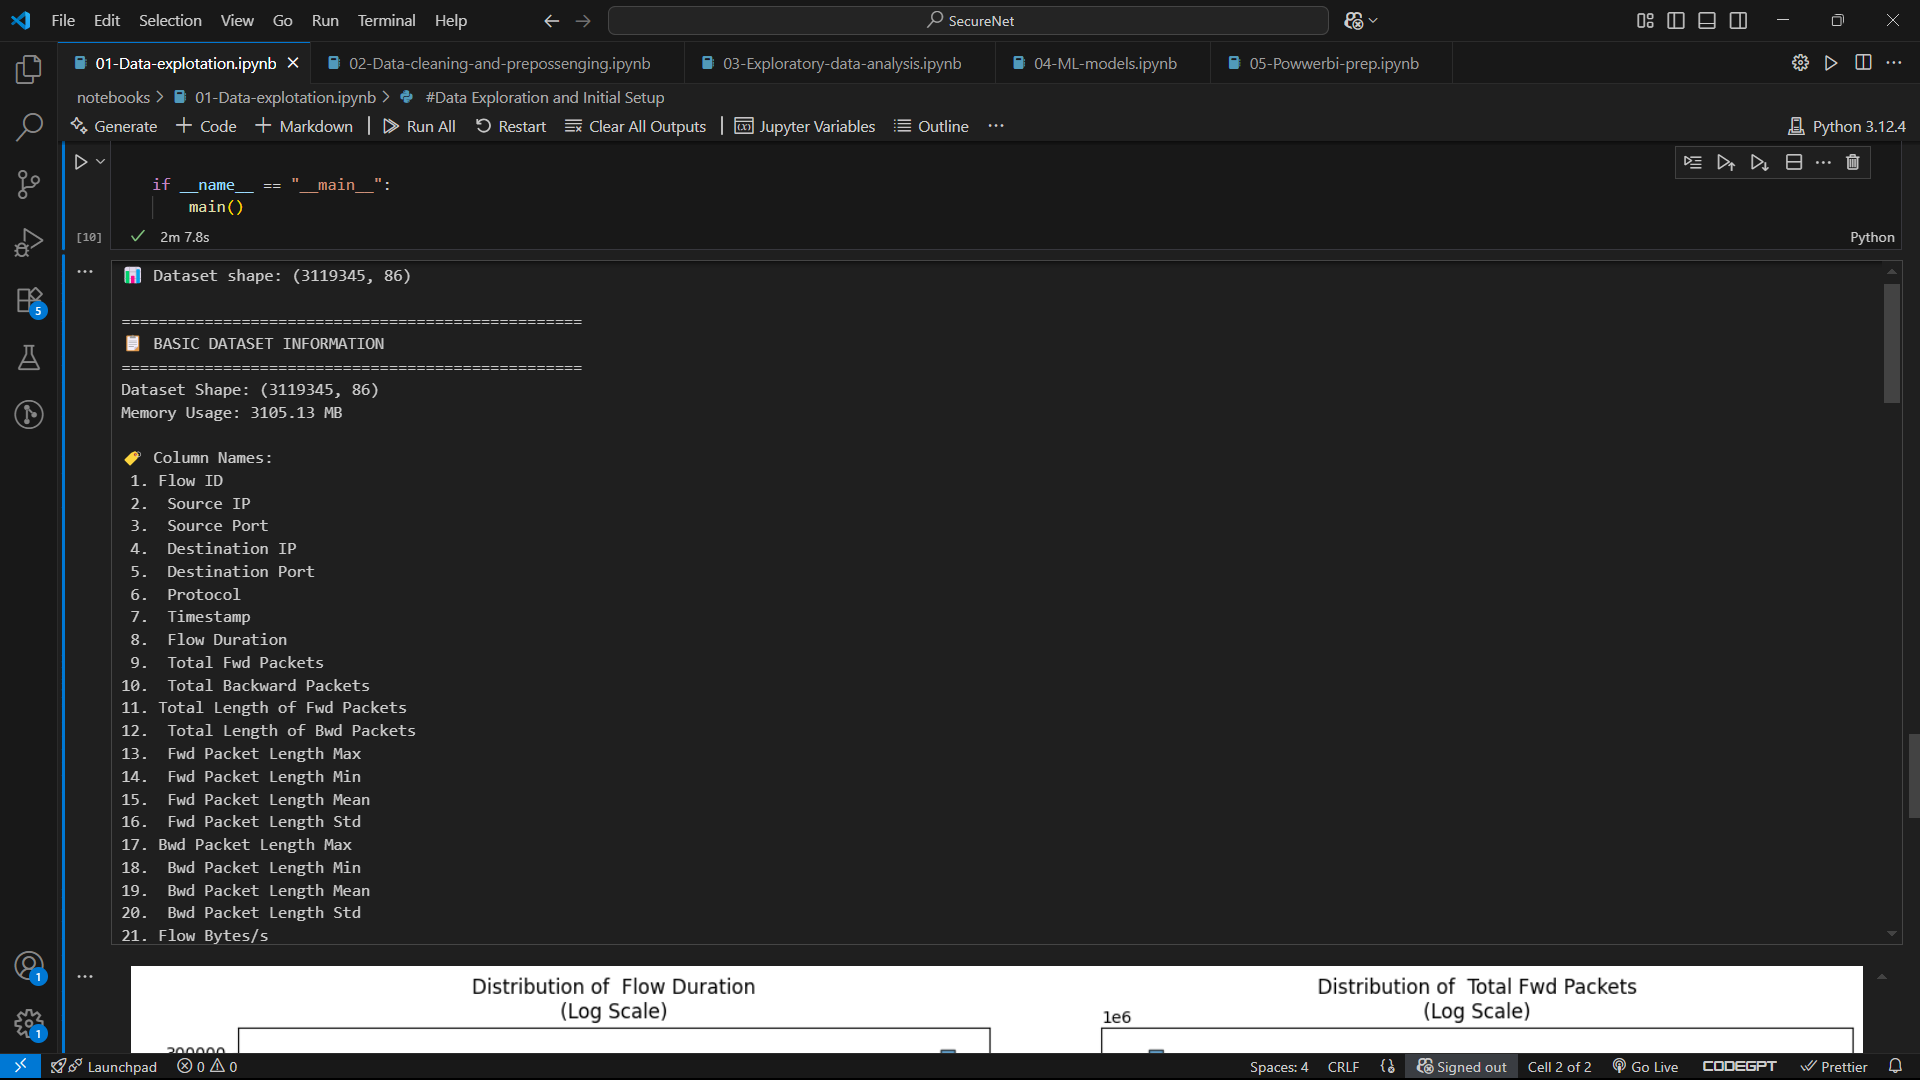 File Edit Selection View Go Run Terminal Help
SecureNet
01-Data-explotation.ipynb
02-Data-cleaning-and-prepossenging.ipynb
03-Exploratory-data-analysis.ipynb
04-ML-models.ipynb
05-Powwerbi-prep.ipynb
notebooks > 01-Data-explotation.ipynb > #Data Exploration and Initial Setup
Generate + Code + Markdown | Run All Restart Clear All Outputs | Jupyter Variables Outline ...
Python 3.12.4
if __name__ == "__main__":
main()
[10] ✓ 2m 7.8s
Python
📊 Dataset shape: (3119345, 86)
==================================================
📋 BASIC DATASET INFORMATION
==================================================
Dataset Shape: (3119345, 86)
Memory Usage: 3105.13 MB
🏷️ Column Names:
1. Flow ID
2.  Source IP
3.  Source Port
4.  Destination IP
5.  Destination Port
6.  Protocol
7.  Timestamp
8.  Flow Duration
9.  Total Fwd Packets
10.  Total Backward Packets
11. Total Length of Fwd Packets
12.  Total Length of Bwd Packets
13.  Fwd Packet Length Max
14.  Fwd Packet Length Min
15.  Fwd Packet Length Mean
16.  Fwd Packet Length Std
17. Bwd Packet Length Max
18.  Bwd Packet Length Min
19.  Bwd Packet Length Mean
20.  Bwd Packet Length Std
21. Flow Bytes/s
Distribution of  Flow Duration
(Log Scale)
300000
Distribution of  Total Fwd Packets
(Log Scale)
1e6
5
1
1
Launchpad 0 0
Spaces: 4 CRLF Signed out Cell 2 of 2 Go Live CODEGPT Prettier